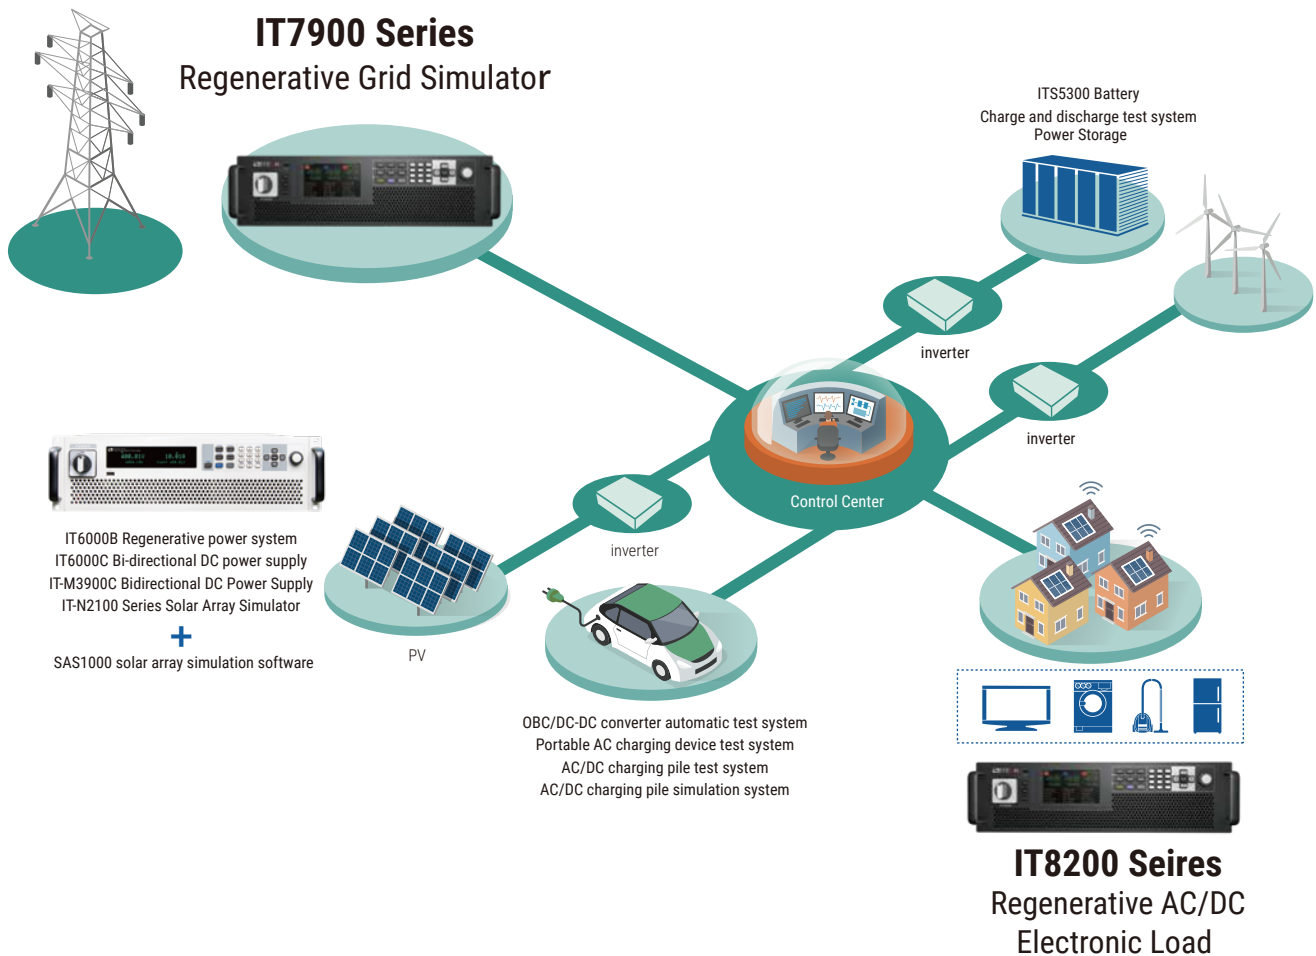 IT7900 Series
Regenerative Grid Simulator
ITS5300 Battery
Charge and discharge test system
Power Storage
inverter
inverter
Control Center
inverter
IT6000B Regenerative power system
IT6000C Bi-directional DC power supply
IT-M3900C Bidirectional DC Power Supply
IT-N2100 Series Solar Array Simulator
+
SAS1000 solar array simulation software
PV
OBC/DC-DC converter automatic test system
Portable AC charging device test system
AC/DC charging pile test system
AC/DC charging pile simulation system
IT8200 Seires
Regenerative AC/DC
Electronic Load